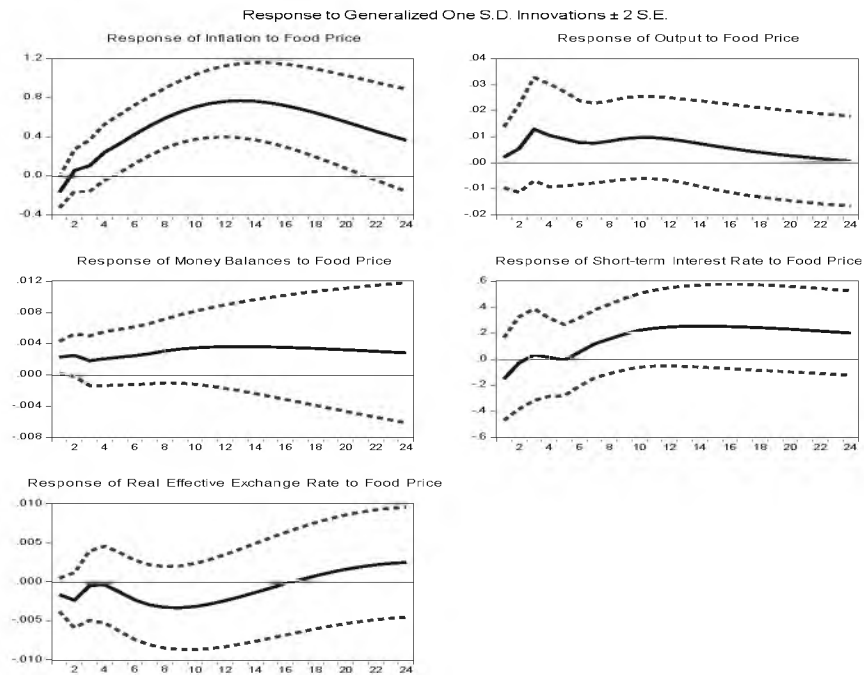 Response to Generalized One S.D. Innovations ± 2 S.E.
Response of Inflation to Food Price
1.2
0.8
0.4
0.0
-0.4
2 4 6 8 10 12 14 16 18 20 22 24
Response of Output to Food Price
.04
.03
.02
.01
.00
-.01
-.02
2 4 6 8 10 12 14 16 18 20 22 24
Response of Money Balances to Food Price
.012
.008
.004
.000
-.004
-.008
2 4 6 8 10 12 14 16 18 20 22 24
Response of Short-term Interest Rate to Food Price
.6
.4
.2
.0
-.2
-.4
-.6
2 4 6 8 10 12 14 16 18 20 22 24
Response of Real Effective Exchange Rate to Food Price
.010
.005
.000
-.005
-.010
2 4 6 8 10 12 14 16 18 20 22 24